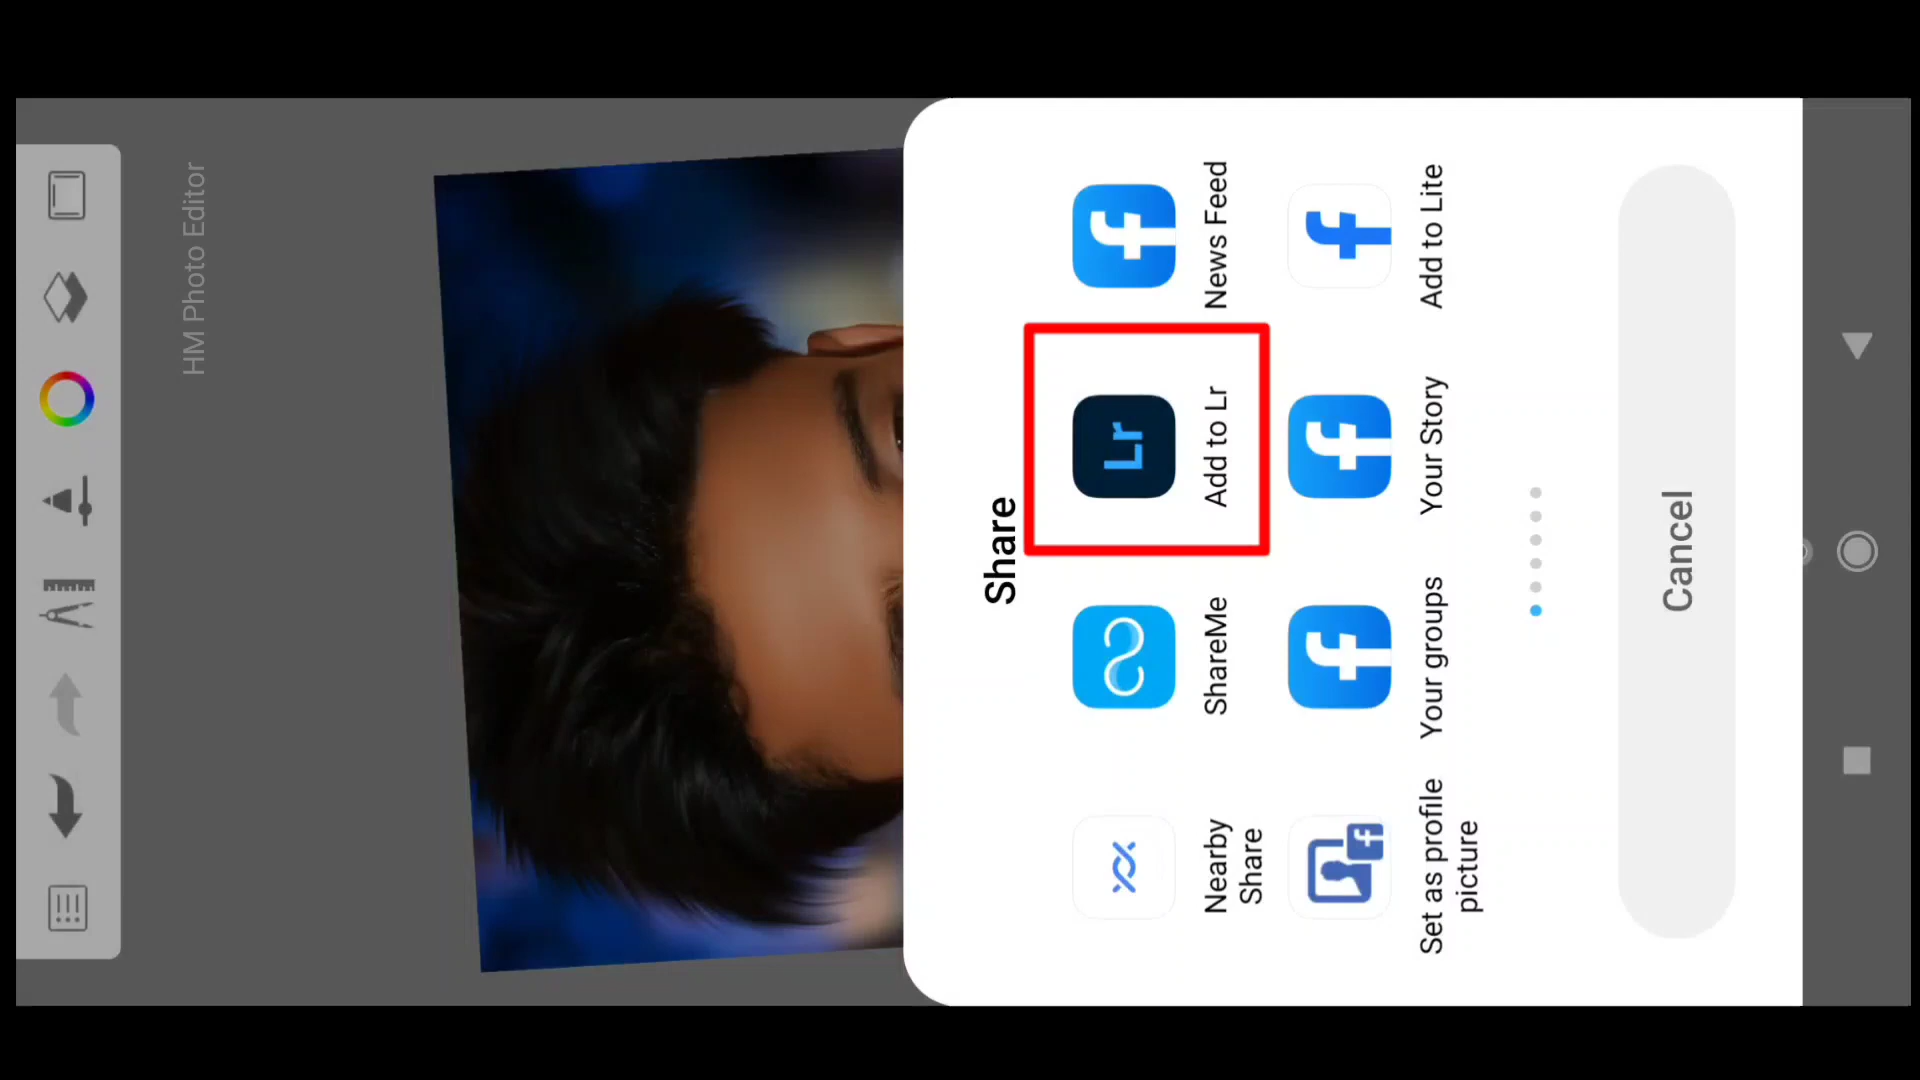 HM Photo Editor
Share
Lr
Nearby
Share
ShareMe
Add to Lr
News Feed
Set as profile
picture
Your groups
Your Story
Add to Lite
Cancel